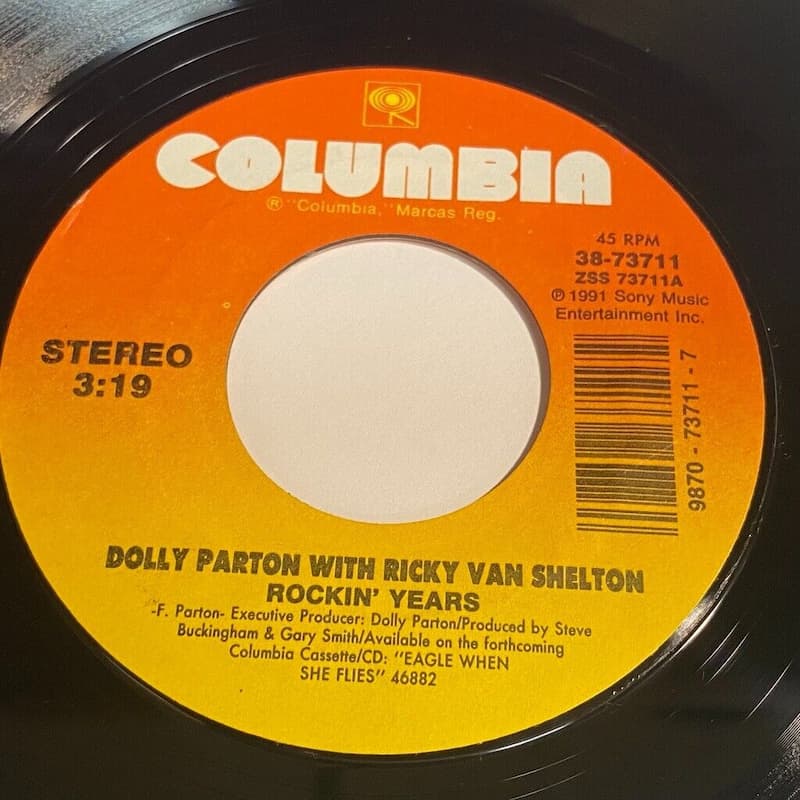 COLUMBIA
® "Columbia," Marcas Reg.
45 RPM
38-73711
ZSS 73711A
℗ 1991 Sony Music
Entertainment Inc.
STEREO
3:19
9870-73711-7
DOLLY PARTON WITH RICKY VAN SHELTON
ROCKIN' YEARS
-F. Parton- Executive Producer: Dolly Parton/Produced by Steve
Buckingham & Gary Smith/Available on the forthcoming
Columbia Cassette/CD: "EAGLE WHEN
SHE FLIES" 46882